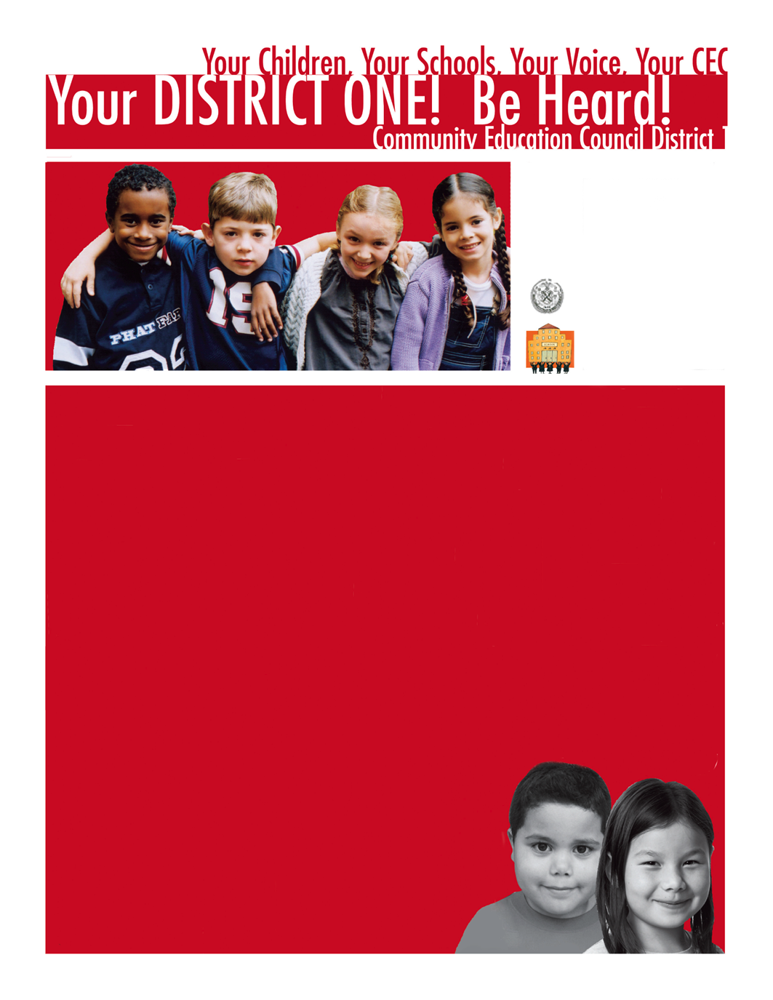 Your Children, Your Schools, Your Voice, Your CEC
Your DISTRICT ONE! Be Heard!
Community Education Council District 1
PHAT FAR
19